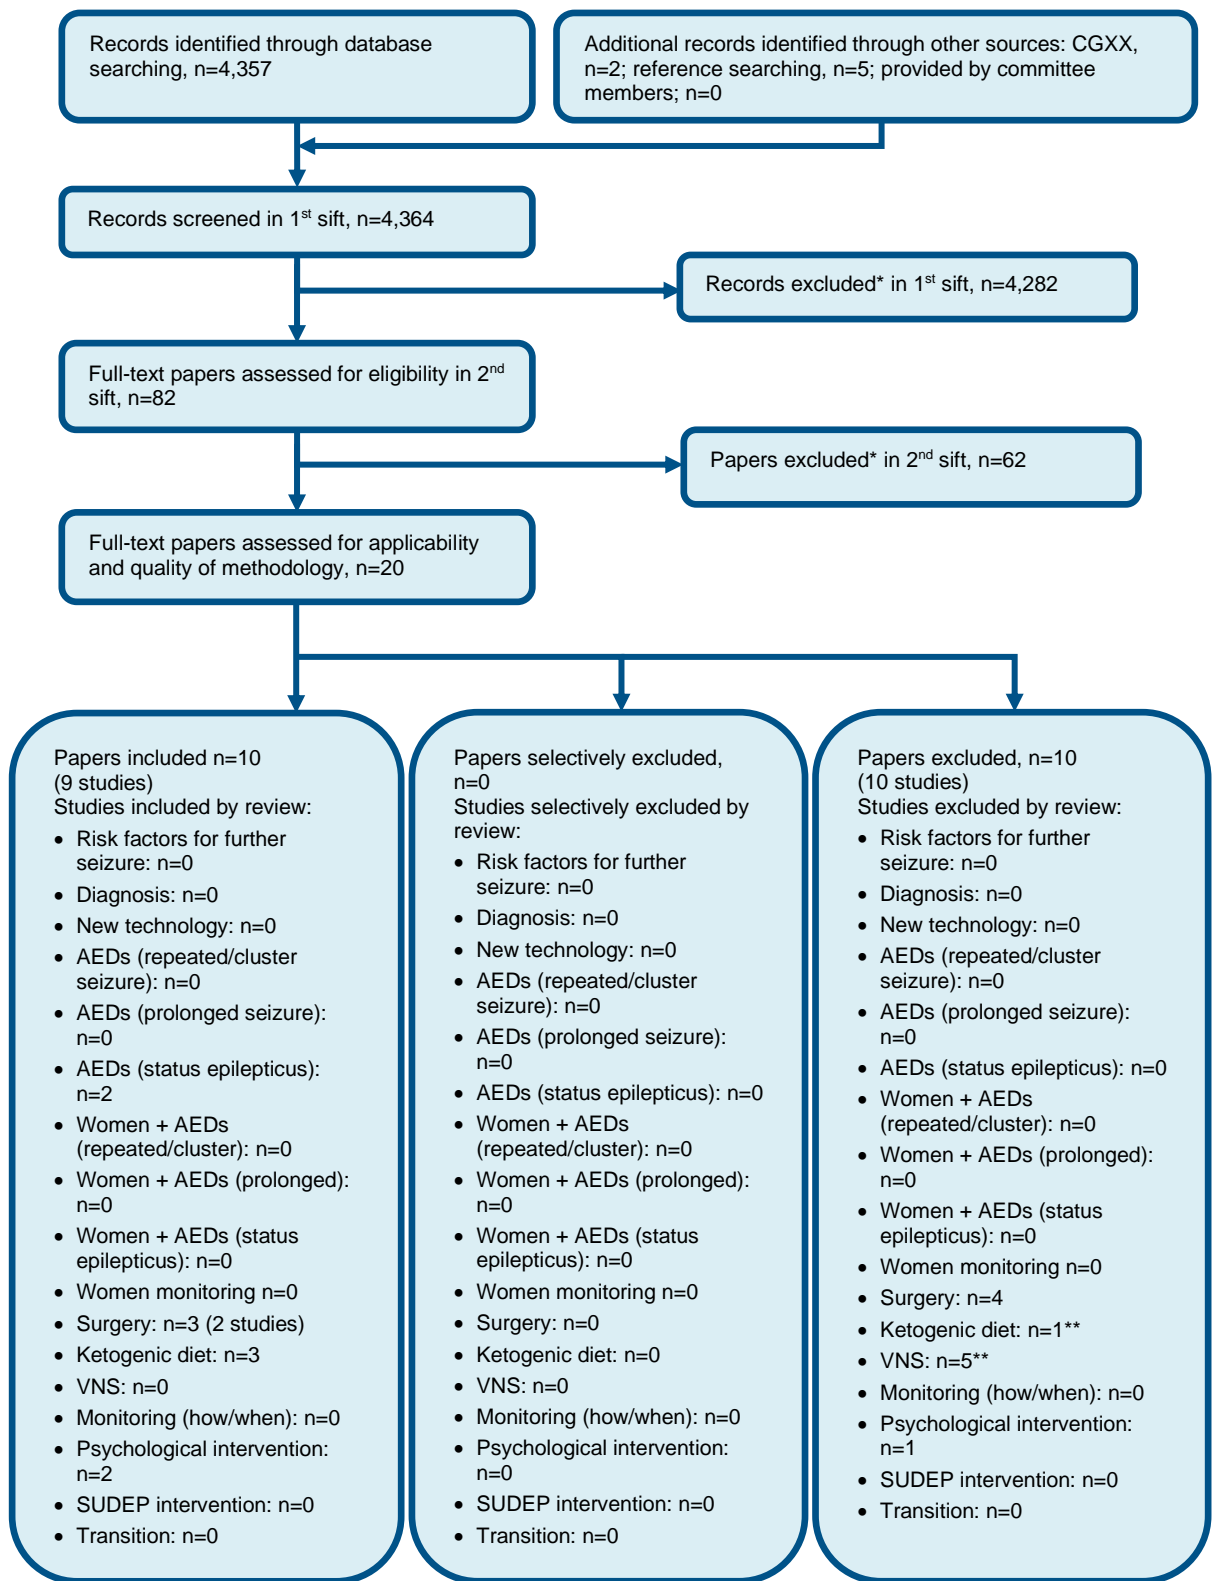 Records identified through database
searching, n=4,357
Additional records identified through other sources: CGXX,
n=2; reference searching, n=5; provided by committee
members; n=0
Records screened in 1st sift, n=4,364
Records excluded* in 1st sift, n=4,282
Full-text papers assessed for eligibility in 2nd
sift, n=82
Papers excluded* in 2nd sift, n=62
Full-text papers assessed for applicability
and quality of methodology, n=20
Papers included n=10
(9 studies)
Studies included by review:
• Risk factors for further
seizure: n=0
• Diagnosis: n=0
• New technology: n=0
• AEDs (repeated/cluster
seizure): n=0
• AEDs (prolonged seizure):
n=0
• AEDs (status epilepticus):
n=2
• Women + AEDs
(repeated/cluster): n=0
• Women + AEDs (prolonged):
n=0
• Women + AEDs (status
epilepticus): n=0
• Women monitoring n=0
• Surgery: n=3 (2 studies)
• Ketogenic diet: n=3
• VNS: n=0
• Monitoring (how/when): n=0
• Psychological intervention:
n=2
• SUDEP intervention: n=0
• Transition: n=0
Papers selectively excluded,
n=0
Studies selectively excluded by
review:
• Risk factors for further
seizure: n=0
• Diagnosis: n=0
• New technology: n=0
• AEDs (repeated/cluster
seizure): n=0
• AEDs (prolonged seizure):
n=0
• AEDs (status epilepticus): n=0
• Women + AEDs
(repeated/cluster): n=0
• Women + AEDs (prolonged):
n=0
• Women + AEDs (status
epilepticus): n=0
• Women monitoring n=0
• Surgery: n=0
• Ketogenic diet: n=0
• VNS: n=0
• Monitoring (how/when): n=0
• Psychological intervention:
n=0
• SUDEP intervention: n=0
• Transition: n=0
Papers excluded, n=10
(10 studies)
Studies excluded by review:
• Risk factors for further
seizure: n=0
• Diagnosis: n=0
• New technology: n=0
• AEDs (repeated/cluster
seizure): n=0
• AEDs (prolonged seizure):
n=0
• AEDs (status epilepticus): n=0
• Women + AEDs
(repeated/cluster): n=0
• Women + AEDs (prolonged):
n=0
• Women + AEDs (status
epilepticus): n=0
• Women monitoring n=0
• Surgery: n=4
• Ketogenic diet: n=1**
• VNS: n=5**
• Monitoring (how/when): n=0
• Psychological intervention:
n=1
• SUDEP intervention: n=0
• Transition: n=0